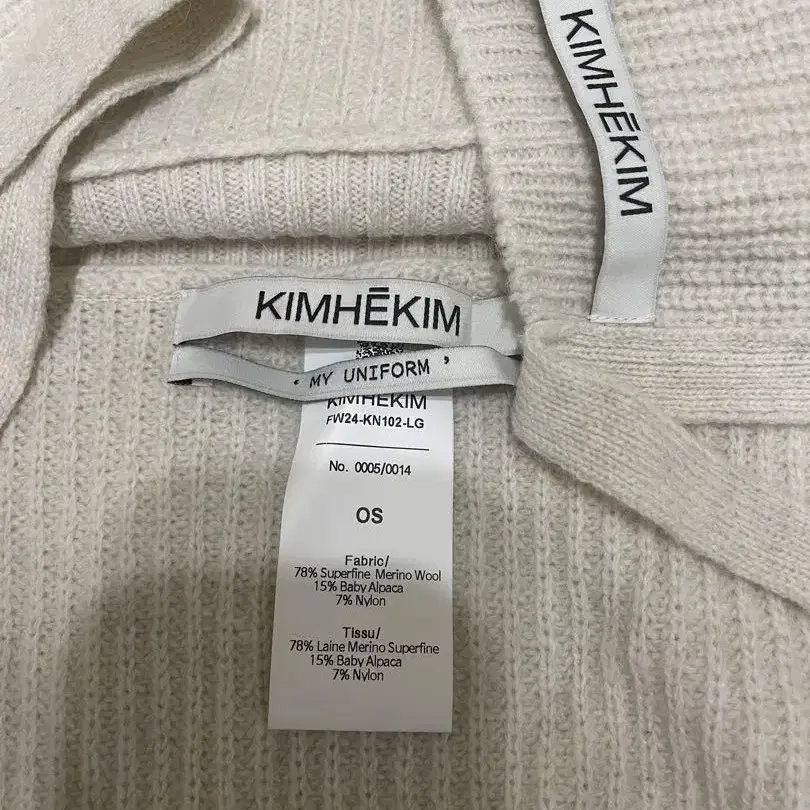 KIMHĒKIM
KIMHĒKIM
‘ MY UNIFORM ’
KIMHEKIM
FW24-KN102-LG
No. 0005/0014
OS
Fabric/
78% Superfine Merino Wool
15% Baby Alpaca
7% Nylon
Tissu/
78% Laine Merino Superfine
15% Baby Alpaca
7% Nylon